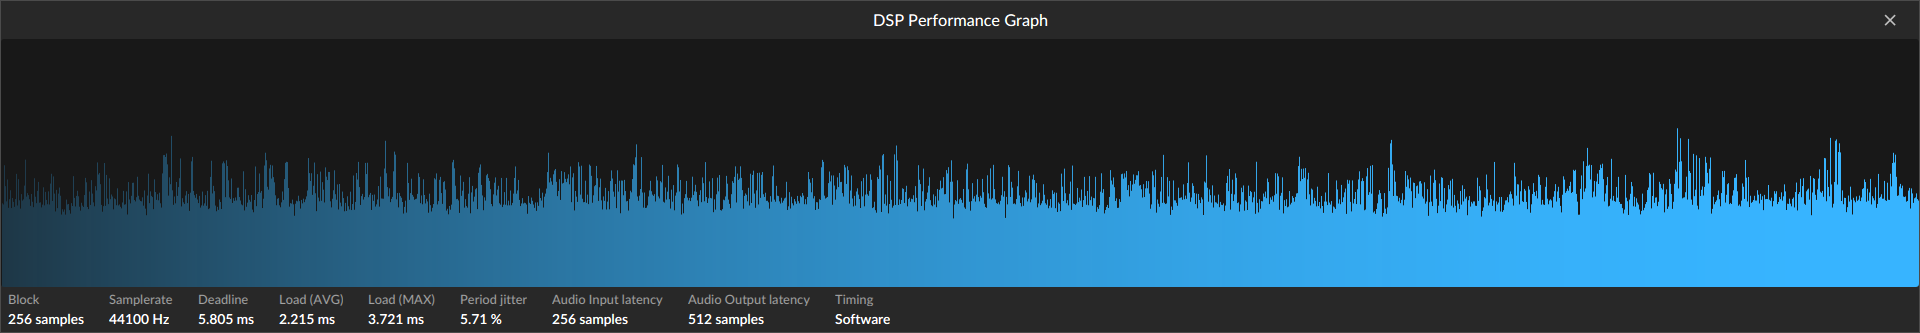 DSP Performance Graph
Block Samplerate Deadline Load (AVG) Load (MAX) Period jitter Audio Input latency Audio Output latency Timing
256 samples 44100 Hz 5.805 ms 2.215 ms 3.721 ms 5.71 % 256 samples 512 samples Software